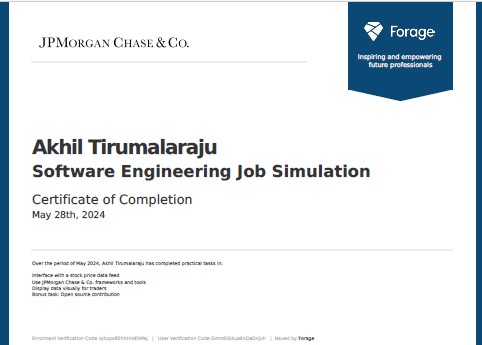 JPMORGAN CHASE & CO.
Forage
Inspiring and empowering
future professionals
Akhil Tirumalaraju
Software Engineering Job Simulation
Certificate of Completion
May 28th, 2024
Over the period of May 2024, Akhil Tirumalaraju has completed practical tasks in:
Interface with a stock price data feed
Use JPMorgan Chase & Co. frameworks and tools
Display data visually for traders
Bonus task: Open source contribution
Enrolment Verification Code | User Verification Code | Issued by Forage